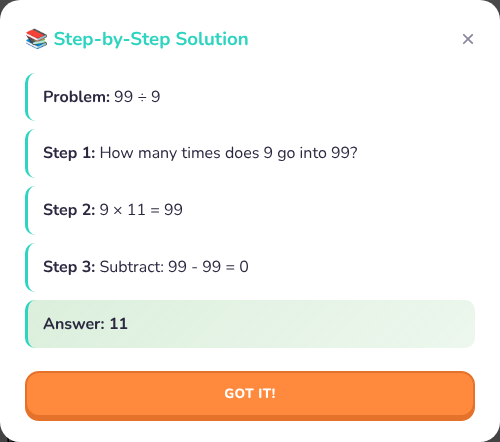 📚 Step-by-Step Solution
×
Problem: 99 ÷ 9
Step 1: How many times does 9 go into 99?
Step 2: 9 × 11 = 99
Step 3: Subtract: 99 - 99 = 0
Answer: 11
GOT IT!